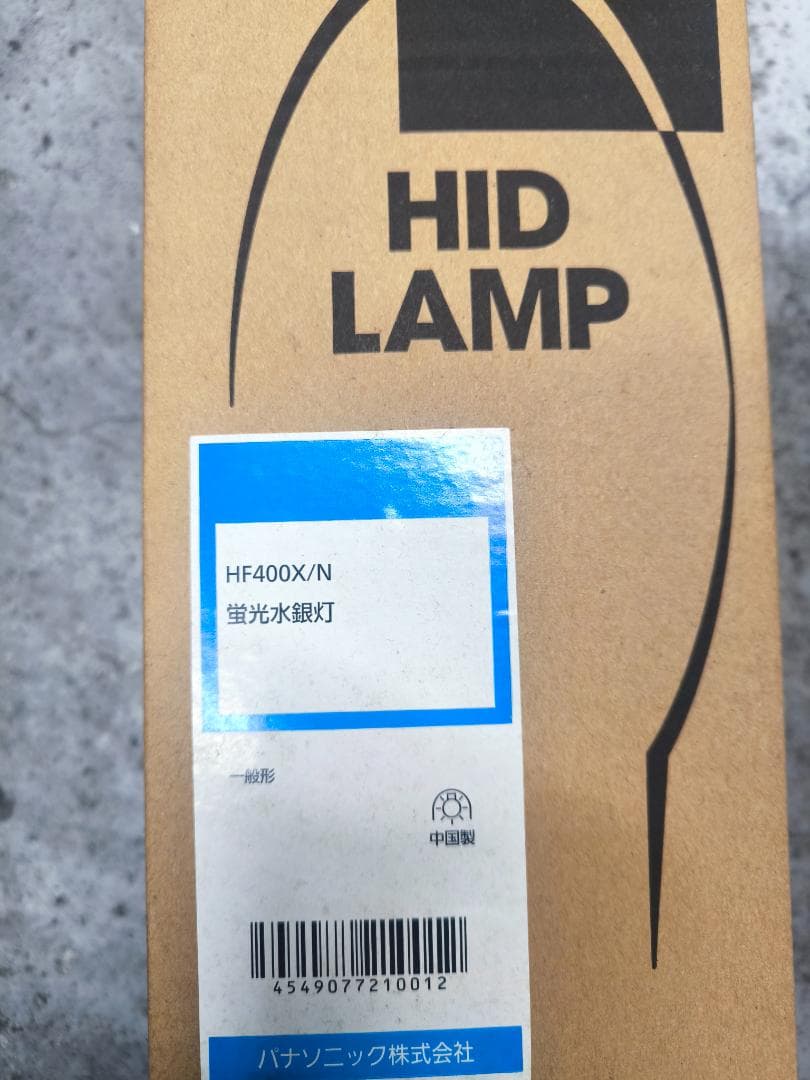 HID
LAMP
HF400X/N
蛍光水銀灯
一般形
中国製
4549077210012
パナソニック株式会社